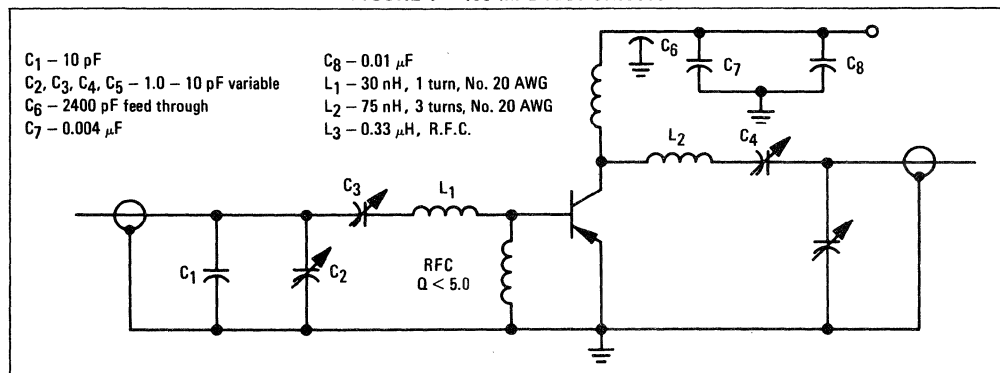 C1 – 10 pF
C2, C3, C4, C5 – 1.0 – 10 pF variable
C6 – 2400 pF feed through
C7 – 0.004 μF
C8 – 0.01 μF
L1 – 30 nH, 1 turn, No. 20 AWG
L2 – 75 nH, 3 turns, No. 20 AWG
L3 – 0.33 μH, R.F.C.
C6
C7
C8
L2
C4
C3
L1
C1
C2
RFC
Q < 5.0